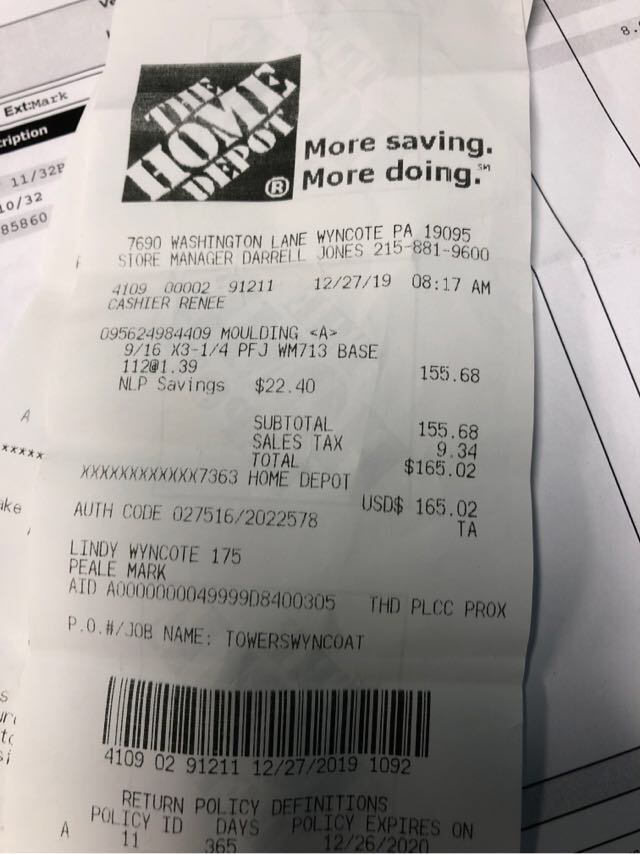 Ext:Mark
ription
11/32P
10/32
85860
8.
THE
HOME
DEPOT
®
More saving.
More doing.℠
7690 WASHINGTON LANE WYNCOTE PA 19095
STORE MANAGER DARRELL JONES 215-881-9600
4109 00002 91211 12/27/19 08:17 AM
CASHIER RENEE
095624984409 MOULDING <A>
9/16 X3-1/4 PFJ WM713 BASE
112@1.39 155.68
NLP Savings $22.40
SUBTOTAL 155.68
SALES TAX 9.34
TOTAL $165.02
XXXXXXXXXXXX7363 HOME DEPOT
USD$ 165.02
AUTH CODE 027516/2022578 TA
LINDY WYNCOTE 175
PEALE MARK
AID A0000000049999D8400305 THD PLCC PROX
P.O.#/JOB NAME: TOWERSWYNCOAT
4109 02 91211 12/27/2019 1092
RETURN POLICY DEFINITIONS
POLICY ID DAYS POLICY EXPIRES ON
A 11 365 12/26/2020